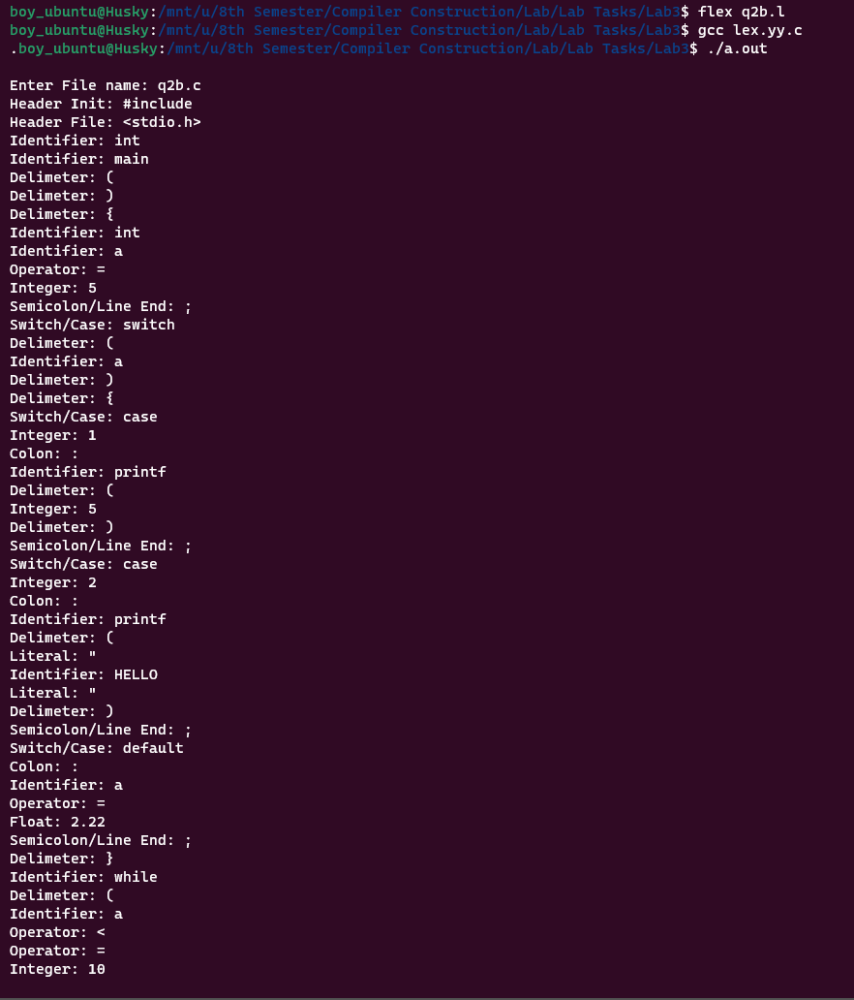 boy_ubuntu@Husky:/mnt/u/8th Semester/Compiler Construction/Lab/Lab Tasks/Lab3$ flex q2b.l
boy_ubuntu@Husky:/mnt/u/8th Semester/Compiler Construction/Lab/Lab Tasks/Lab3$ gcc lex.yy.c
.boy_ubuntu@Husky:/mnt/u/8th Semester/Compiler Construction/Lab/Lab Tasks/Lab3$ ./a.out
Enter File name: q2b.c
Header Init: #include
Header File: <stdio.h>
Identifier: int
Identifier: main
Delimeter: (
Delimeter: )
Delimeter: {
Identifier: int
Identifier: a
Operator: =
Integer: 5
Semicolon/Line End: ;
Switch/Case: switch
Delimeter: (
Identifier: a
Delimeter: )
Delimeter: {
Switch/Case: case
Integer: 1
Colon: :
Identifier: printf
Delimeter: (
Integer: 5
Delimeter: )
Semicolon/Line End: ;
Switch/Case: case
Integer: 2
Colon: :
Identifier: printf
Delimeter: (
Literal: "
Identifier: HELLO
Literal: "
Delimeter: )
Semicolon/Line End: ;
Switch/Case: default
Colon: :
Identifier: a
Operator: =
Float: 2.22
Semicolon/Line End: ;
Delimeter: }
Identifier: while
Delimeter: (
Identifier: a
Operator: <
Operator: =
Integer: 10